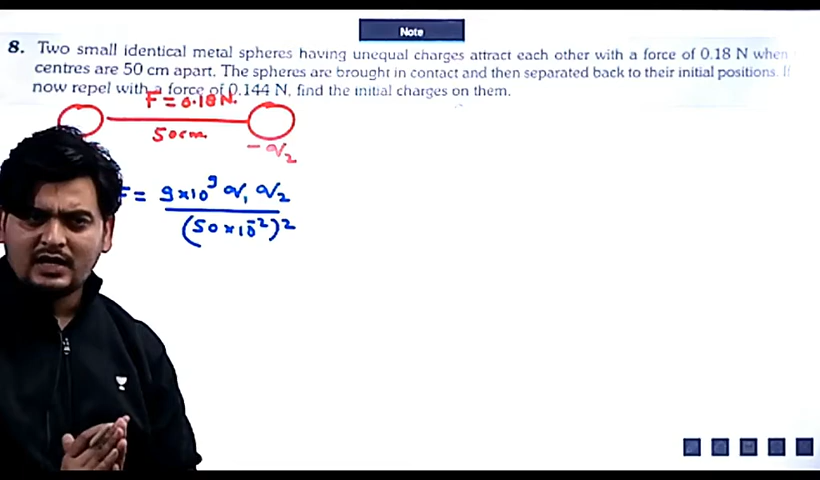 Note
8. Two small identical metal spheres having unequal charges attract each other with a force of 0.18 N when
centres are 50 cm apart. The spheres are brought in contact and then separated back to their initial positions. If
now repel with a force of 0.144 N, find the initial charges on them.
F = 0.18 N.
50cm.
- q2
F = 9×10⁹ q₁ q₂
(50×10⁻²)²